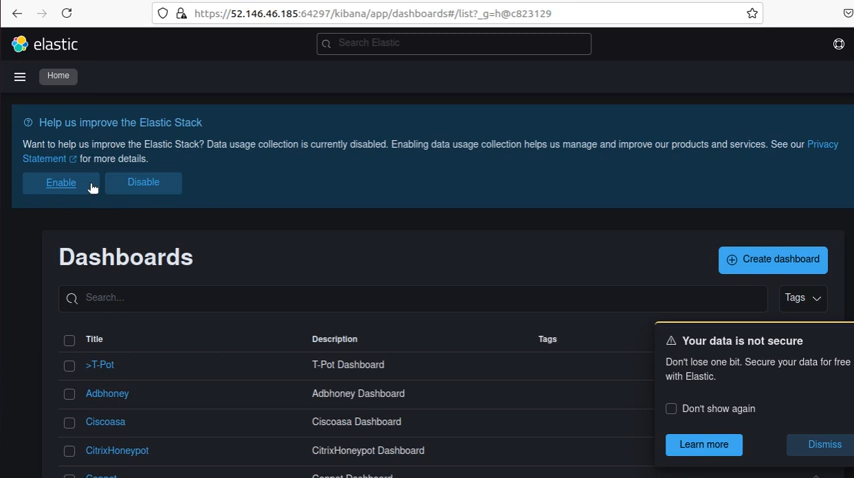 https://52.146.46.185:64297/kibana/app/dashboards#/list?_g=h@c823129
elastic
Search Elastic
Home
Help us improve the Elastic Stack
Want to help us improve the Elastic Stack? Data usage collection is currently disabled. Enabling data usage collection helps us manage and improve our products and services. See our Privacy
Statement for more details.
Enable
Disable
Dashboards
Create dashboard
Search...
Tags
Title Description Tags
>T-Pot T-Pot Dashboard
Adbhoney Adbhoney Dashboard
Ciscoasa Ciscoasa Dashboard
CitrixHoneypot CitrixHoneypot Dashboard
Your data is not secure
Don't lose one bit. Secure your data for free
with Elastic.
Don't show again
Learn more
Dismiss